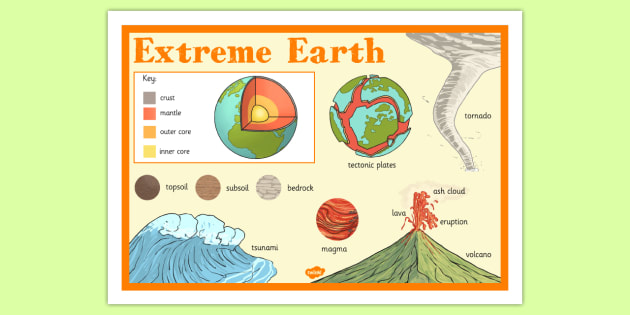 Extreme Earth
Key:
crust
mantle
outer core
inner core
tectonic plates
tornado
topsoil
subsoil
bedrock
ash cloud
lava
eruption
magma
tsunami
volcano
twinkl